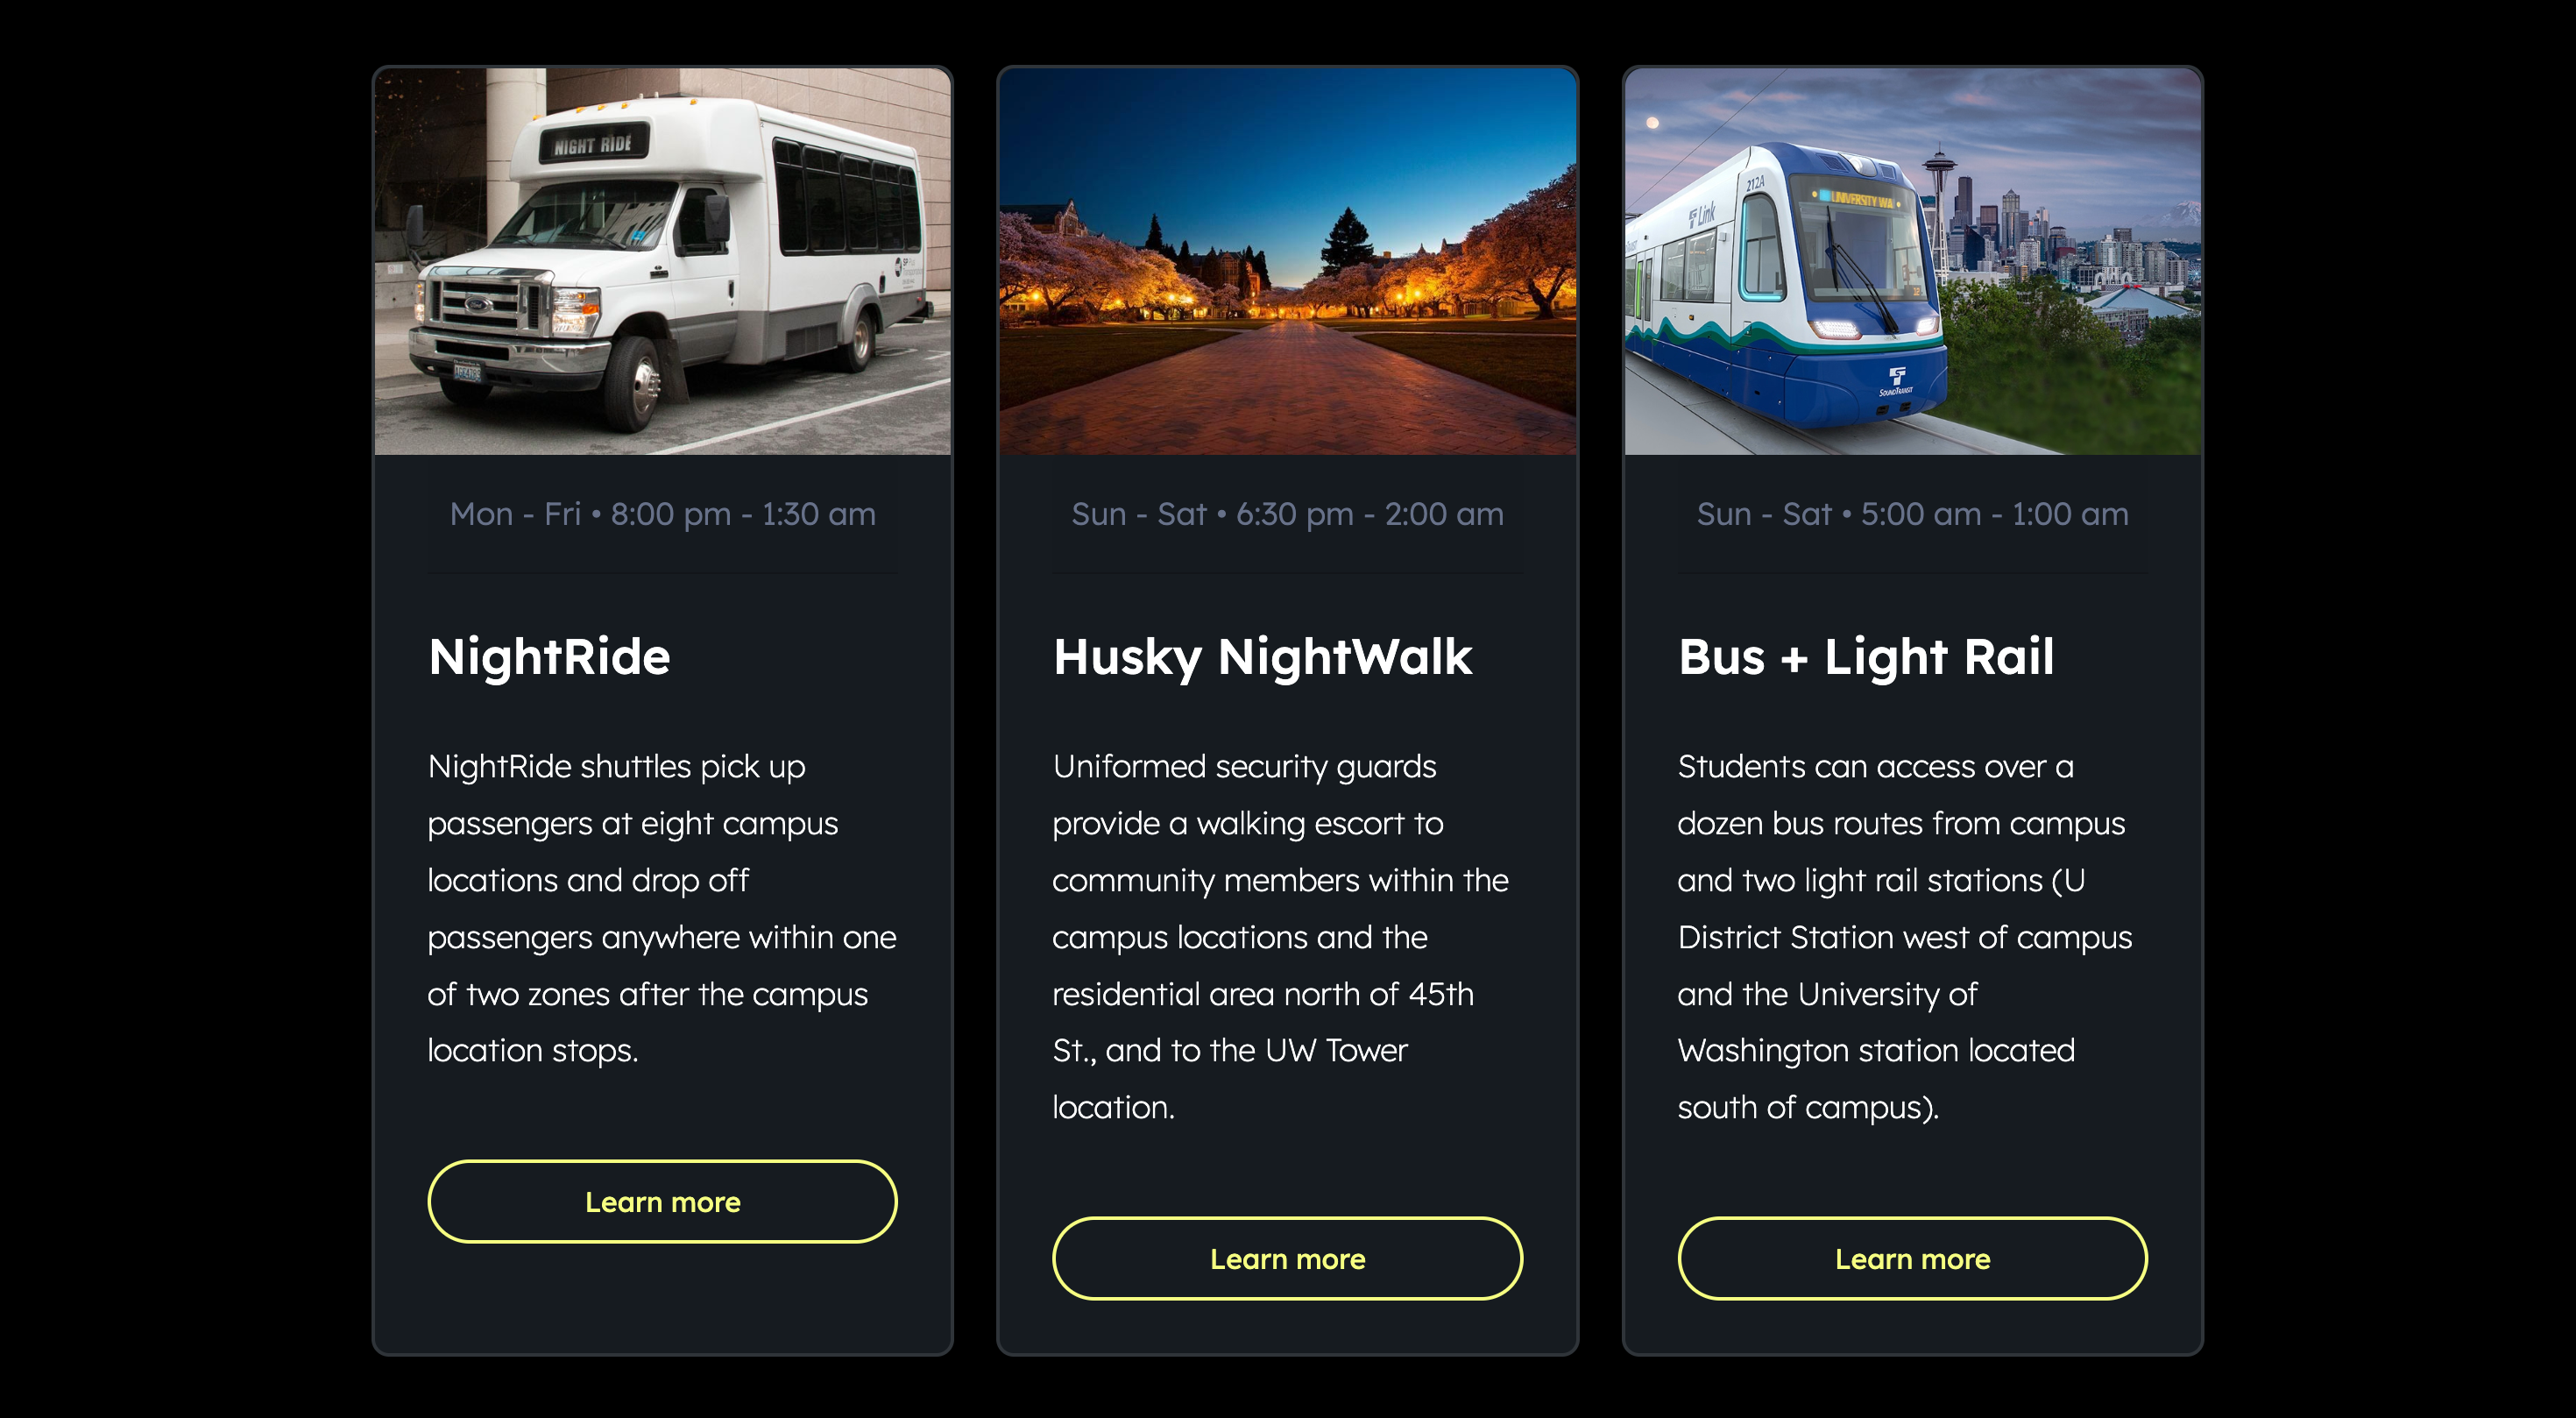 NIGHT RIDE
212A
Link
UNIVERSITY WA
SOUNDTRANSIT
Mon - Fri • 8:00 pm - 1:30 am
Sun - Sat • 6:30 pm - 2:00 am
Sun - Sat • 5:00 am - 1:00 am
NightRide
NightRide shuttles pick up
passengers at eight campus
locations and drop off
passengers anywhere within one
of two zones after the campus
location stops.
Learn more
Husky NightWalk
Uniformed security guards
provide a walking escort to
community members within the
campus locations and the
residential area north of 45th
St., and to the UW Tower
location.
Learn more
Bus + Light Rail
Students can access over a
dozen bus routes from campus
and two light rail stations (U
District Station west of campus
and the University of
Washington station located
south of campus).
Learn more